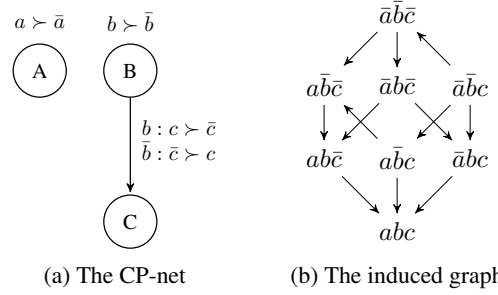 a ≻ ā b ≻ b̄
A B
b : c ≻ c̄
b̄ : c̄ ≻ c
C
(a) The CP-net
āb̄c̄
ab̄c̄ ābc̄ āb̄c
abc̄ ab̄c ābc
abc
(b) The induced graph